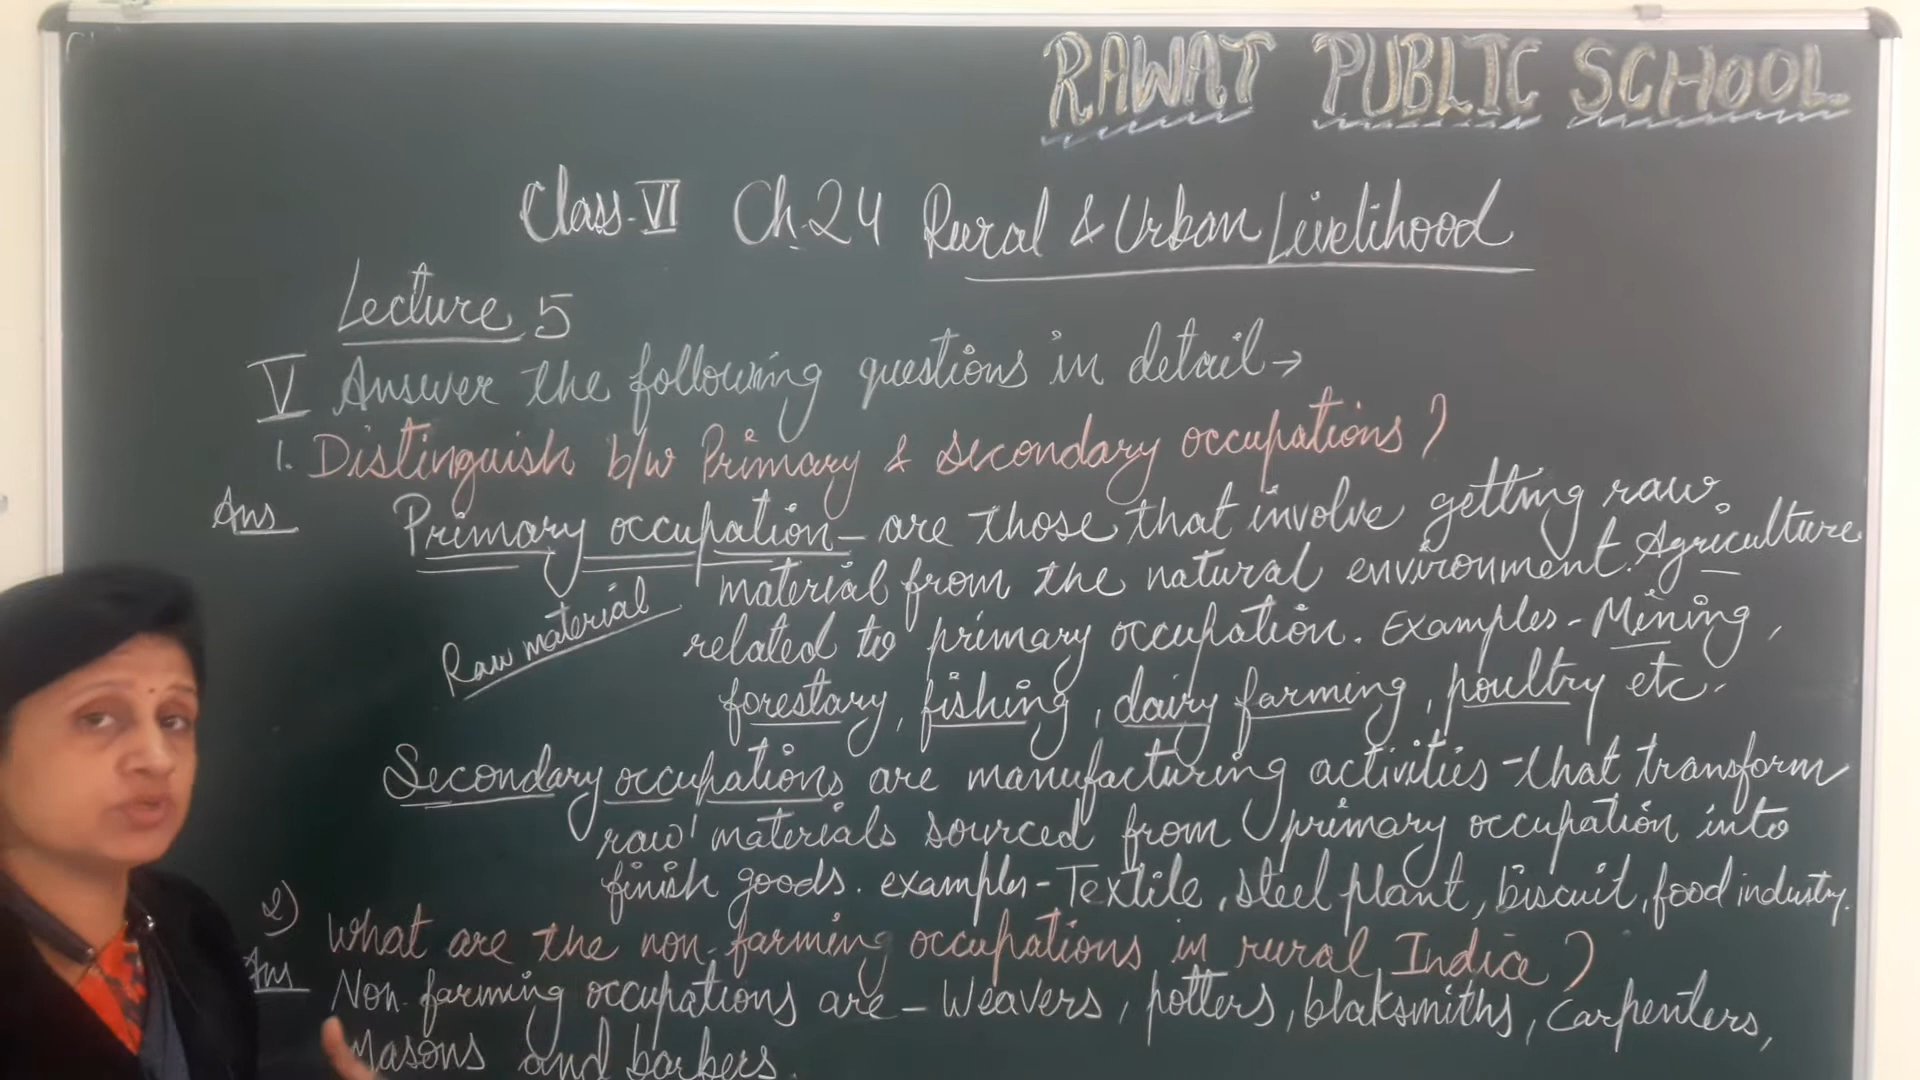 RAWAT PUBLIC SCHOOL
Class-VI Ch.24 Rural & Urban Livelihood
Lecture 5
V Answer the following questions in detail →
1. Distinguish b/w Primary & secondary occupations?
Ans Primary occupation - are those that involve getting raw
material from the natural environment. Agriculture
Raw material
related to primary occupation. Examples - Mining,
forestary, fishing, dairy farming, poultry etc.
Secondary occupations are manufacturing activities - that transform
raw materials sourced from primary occupation into
finish goods. examples - Textile, steel plant, biscuit, food industry.
2) What are the non-farming occupations in rural India?
Ans Non-farming occupations are - Weavers, potters, blaksmiths, carpenters,
Masons and barbers.